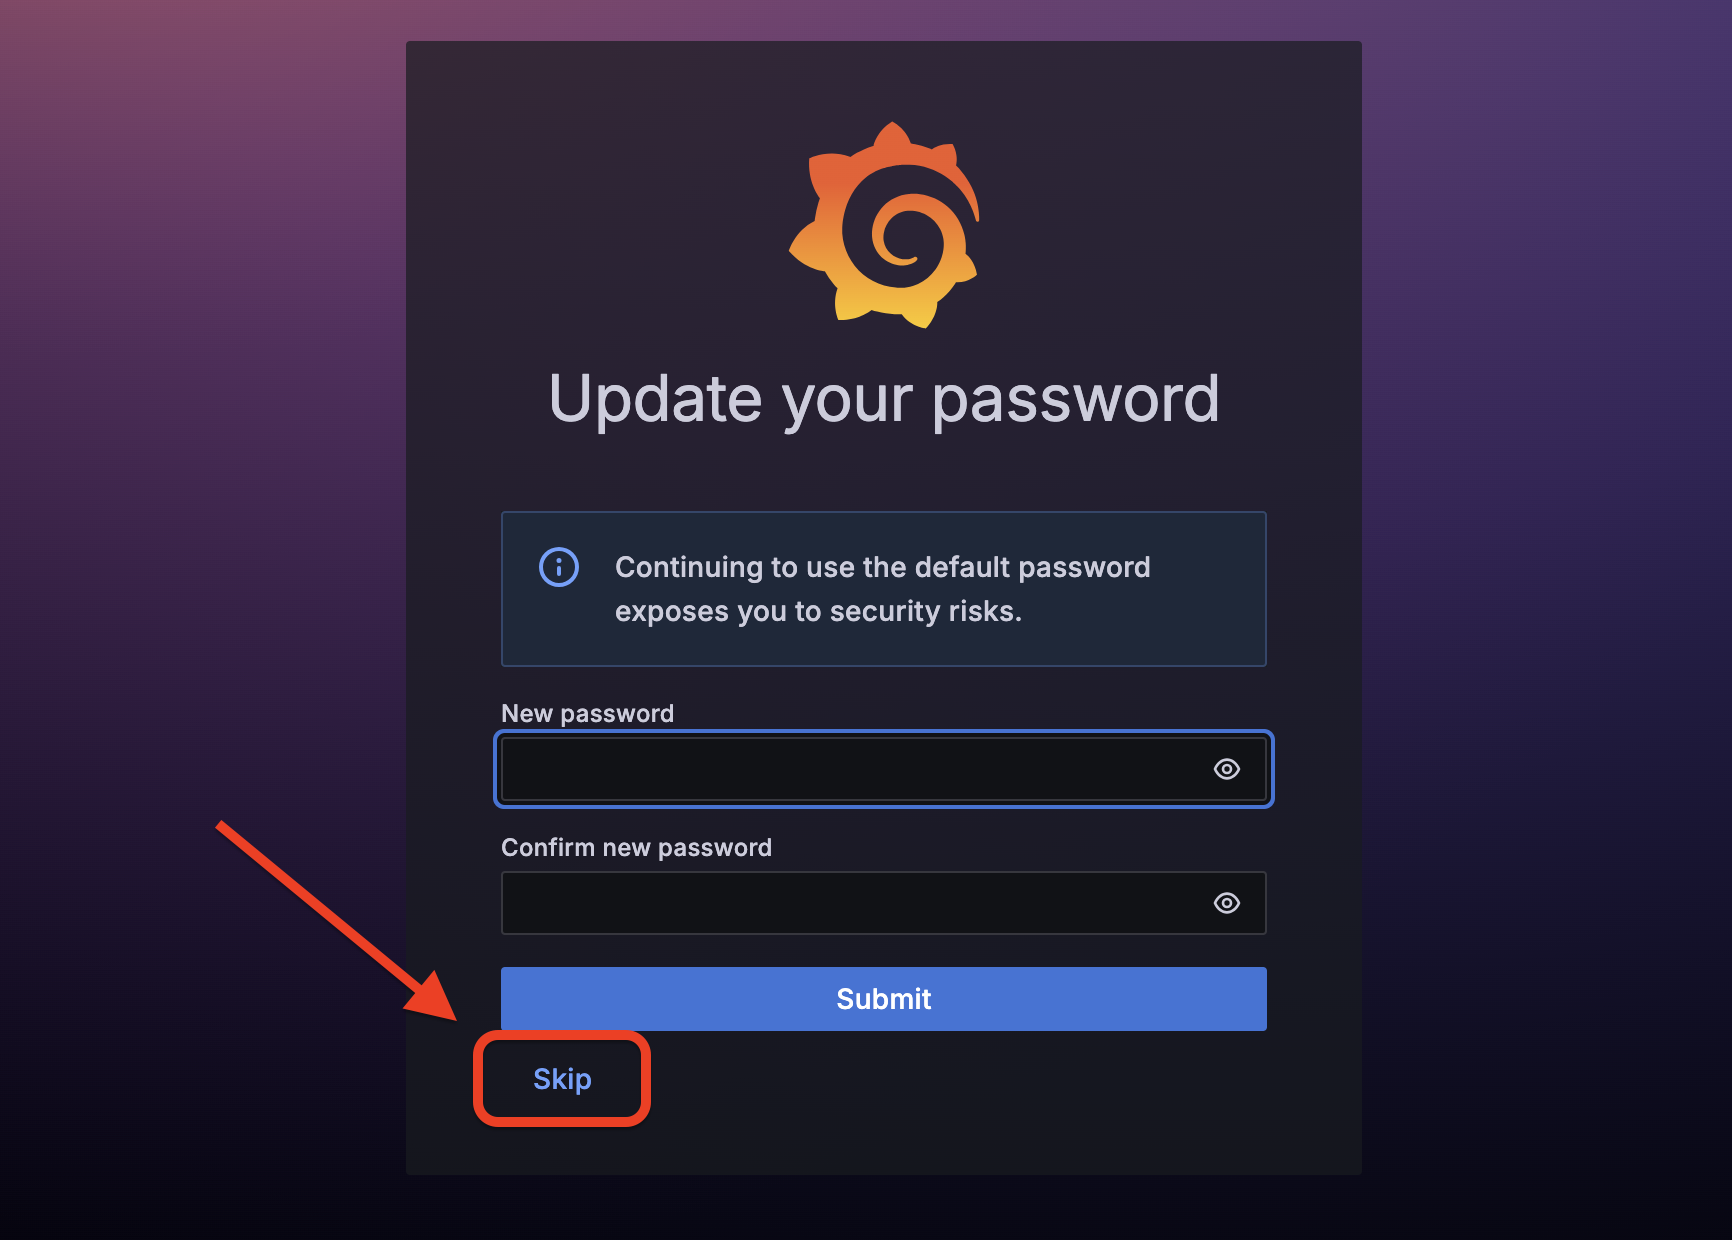 Update your password
Continuing to use the default password
exposes you to security risks.
New password
Confirm new password
Submit
Skip